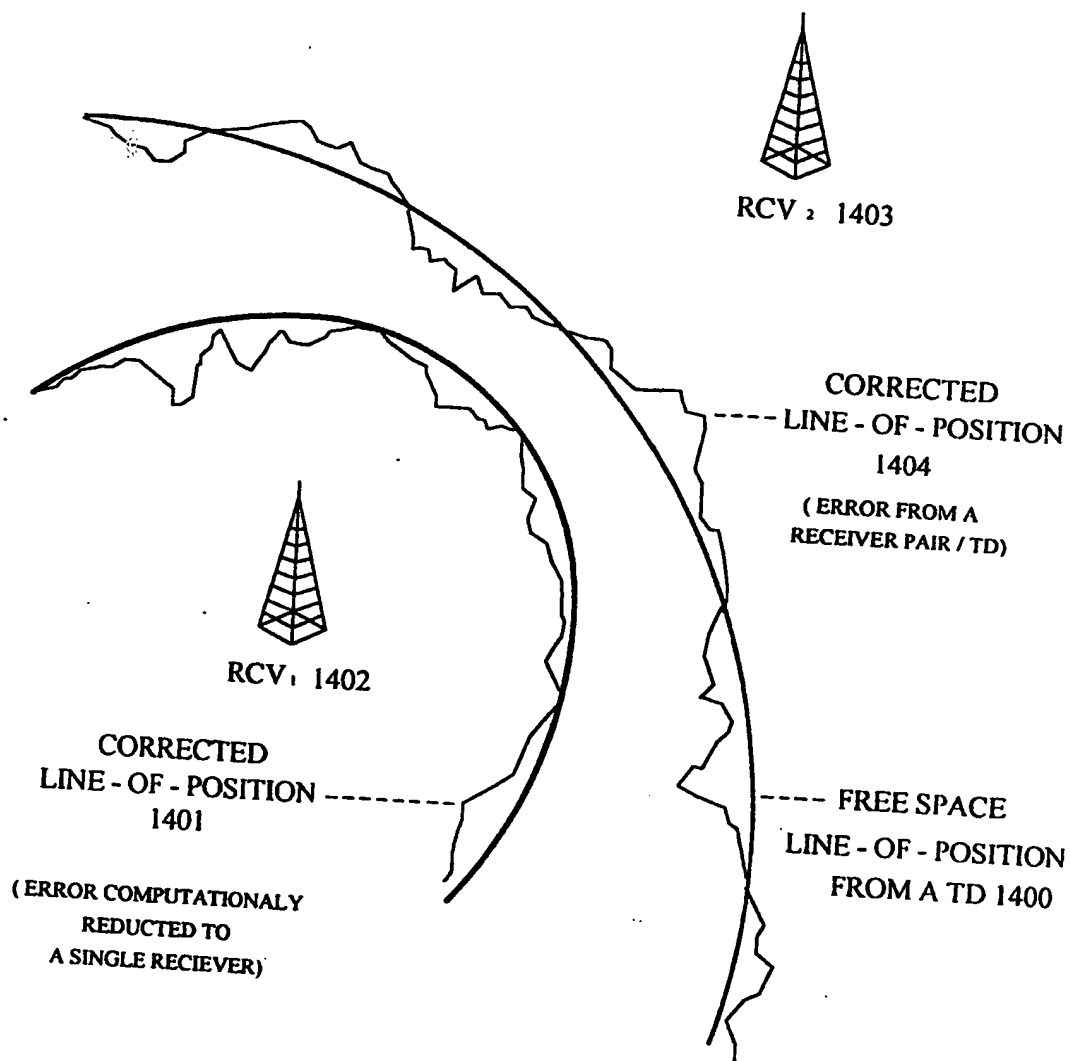 RCV 2 1403
CORRECTED
LINE - OF - POSITION
1404
( ERROR FROM A
RECEIVER PAIR / TD)
RCV 1 1402
CORRECTED
LINE - OF - POSITION
1401
( ERROR COMPUTATIONALY
REDUCTED TO
A SINGLE RECIEVER)
FREE SPACE
LINE - OF - POSITION
FROM A TD 1400